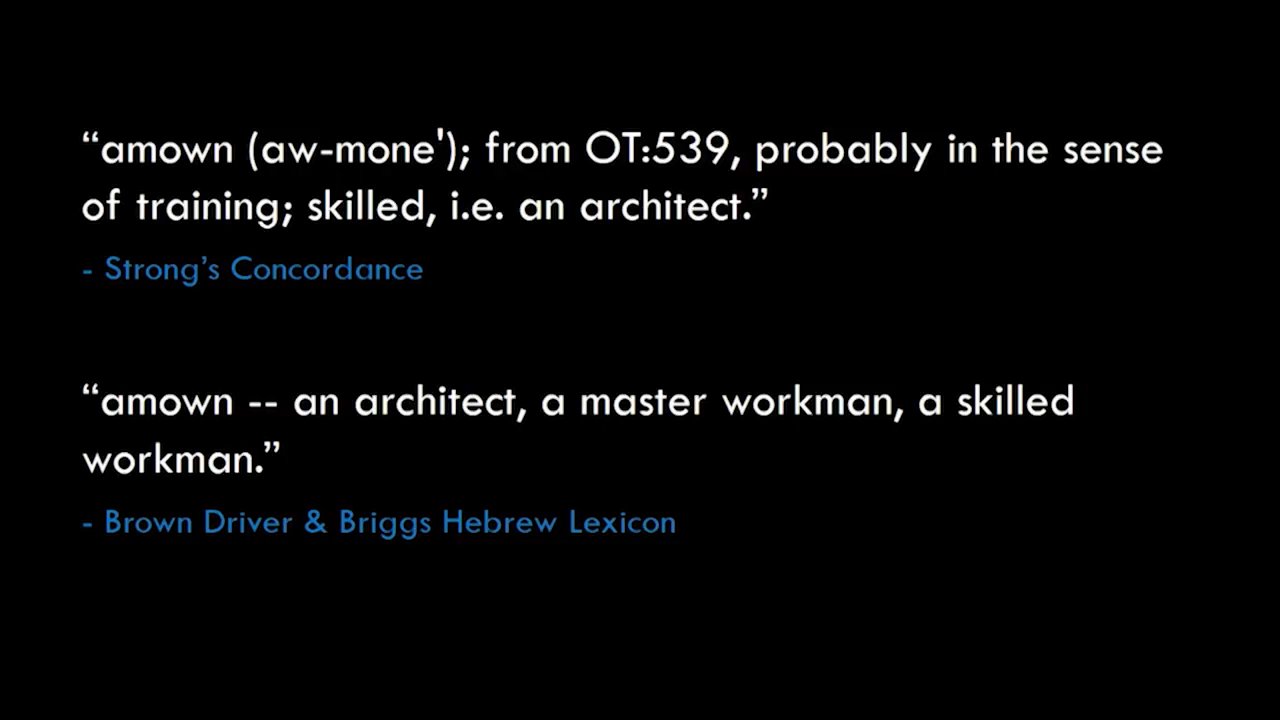 “amown (aw-mone'); from OT:539, probably in the sense
of training; skilled, i.e. an architect.”
- Strong’s Concordance
“amown -- an architect, a master workman, a skilled
workman.”
- Brown Driver & Briggs Hebrew Lexicon